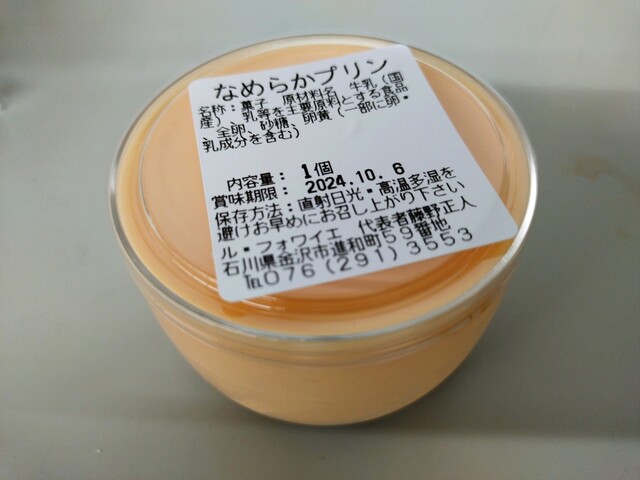 なめらかプリン
名称：菓子　原材料名　牛乳（国
産）、乳等を主要原料とする食品
、全卵、砂糖、卵黄（一部に卵・
乳成分を含む）
内容量：　1個
賞味期限：　2024.10.6
保存方法：直射日光・高温多湿を
避けお早めにお召し上がり下さい
ル・フォワイエ　代表者藤野正人
石川県金沢市進和町59番地
℡076(291)3553